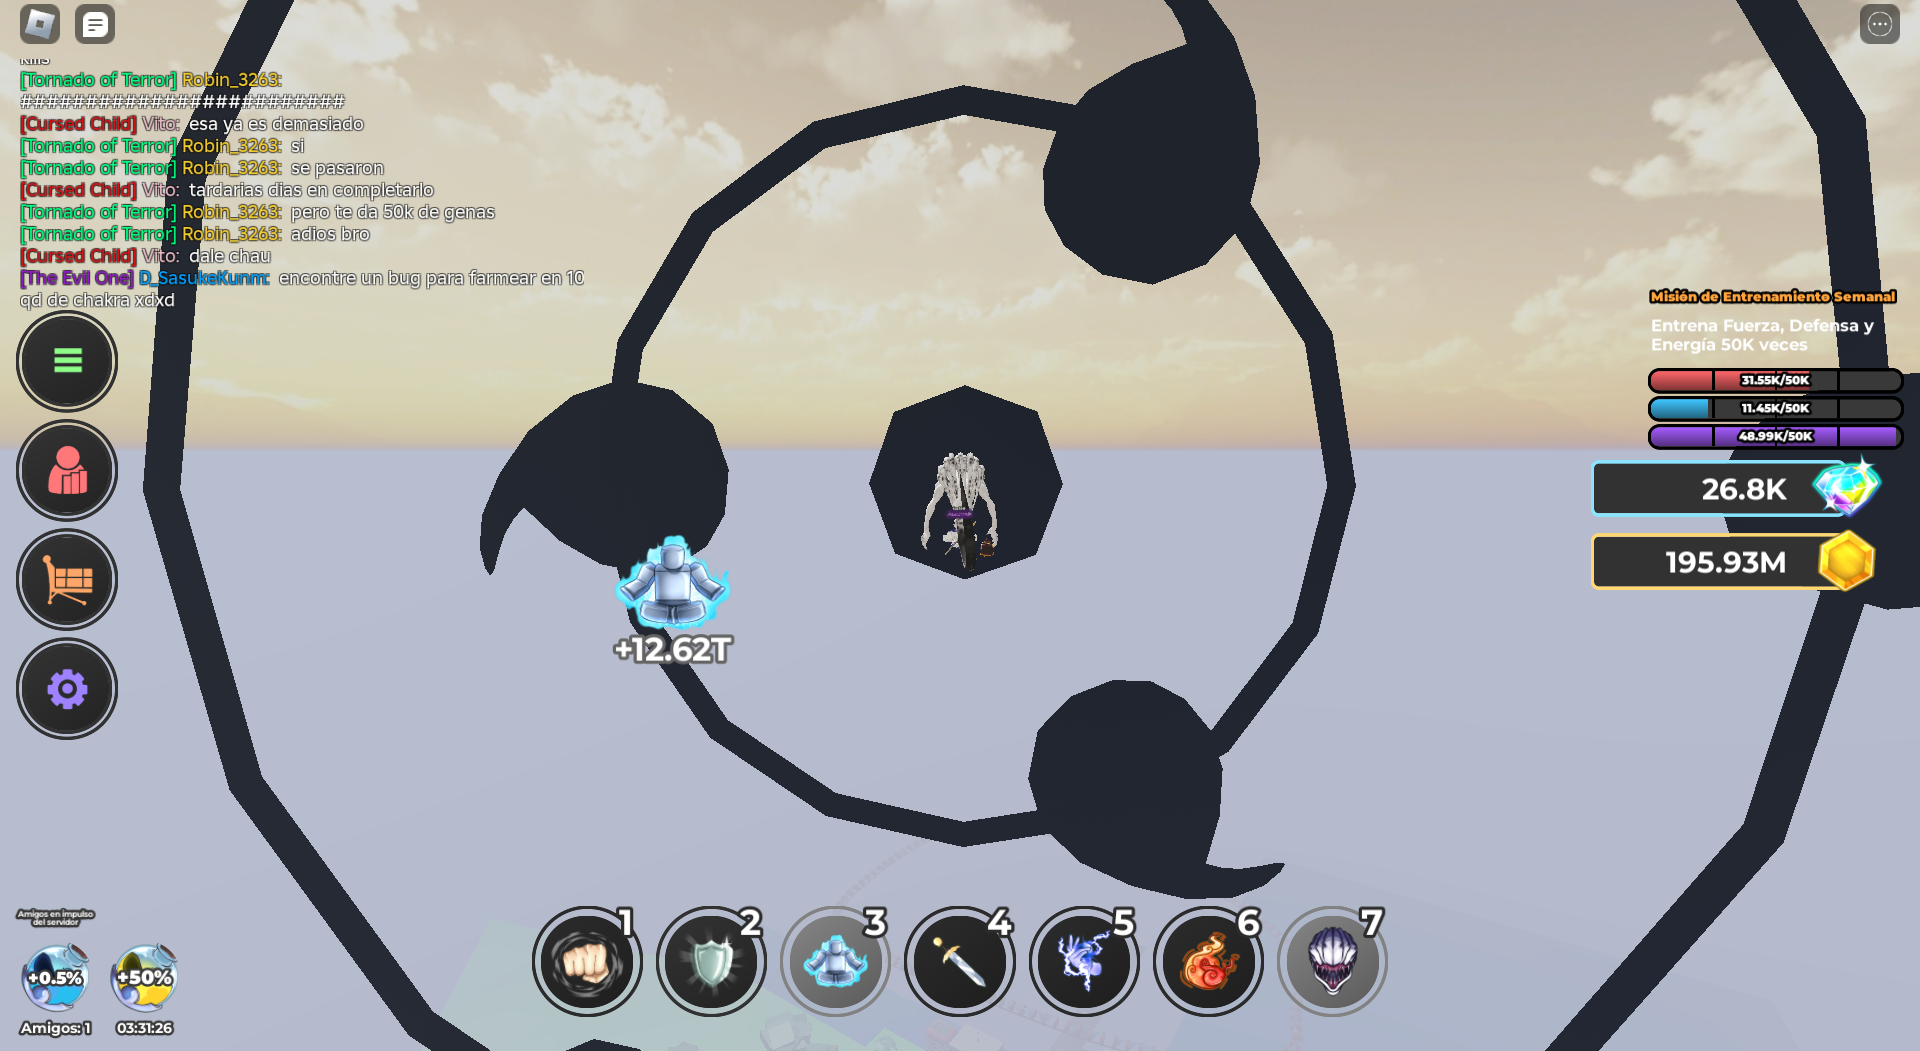 kills
[Tornado of Terror] Robin_3263:
########################
[Cursed Child] Vito: esa ya es demasiado
[Tornado of Terror] Robin_3263: si
[Tornado of Terror] Robin_3263: se pasaron
[Cursed Child] Vito: tardarias dias en completarlo
[Tornado of Terror] Robin_3263: pero te da 50k de genas
[Tornado of Terror] Robin_3263: adios bro
[Cursed Child] Vito: dale chau
[The Evil One] D_SasukeKunm: encontre un bug para farmear en 10
qd de chakra xdxd
Misión de Entrenamiento Semanal
Entrena Fuerza, Defensa y
Energía 50K veces
31.55K/50K
11.45K/50K
48.99K/50K
26.8K
195.93M
+12.62T
Amigos en impulso
del servidor
+0.5%
+50%
Amigos: 1
03:31:26
1
2
3
4
5
6
7